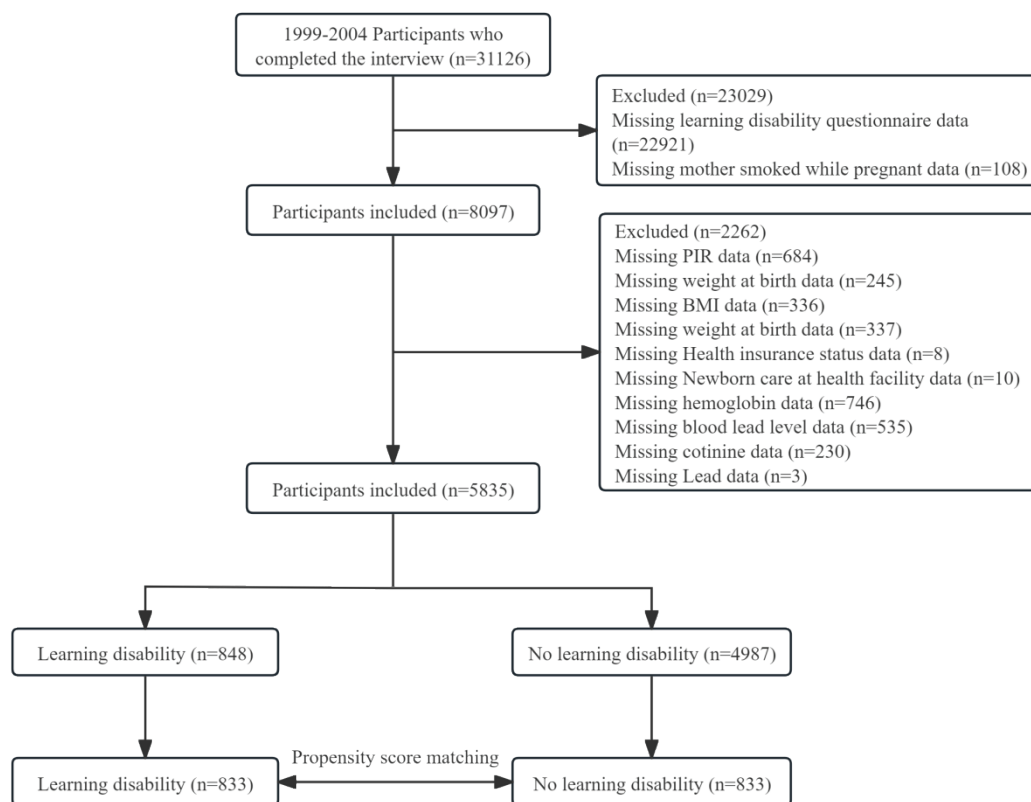 1999-2004 Participants who
completed the interview (n=31126)
Excluded (n=23029)
Missing learning disability questionnaire data
(n=22921)
Missing mother smoked while pregnant data (n=108)
Participants included (n=8097)
Excluded (n=2262)
Missing PIR data (n=684)
Missing weight at birth data (n=245)
Missing BMI data (n=336)
Missing weight at birth data (n=337)
Missing Health insurance status data (n=8)
Missing Newborn care at health facility data (n=10)
Missing hemoglobin data (n=746)
Missing blood lead level data (n=535)
Missing cotinine data (n=230)
Missing Lead data (n=3)
Participants included (n=5835)
Learning disability (n=848)
No learning disability (n=4987)
Propensity score matching
Learning disability (n=833)
No learning disability (n=833)